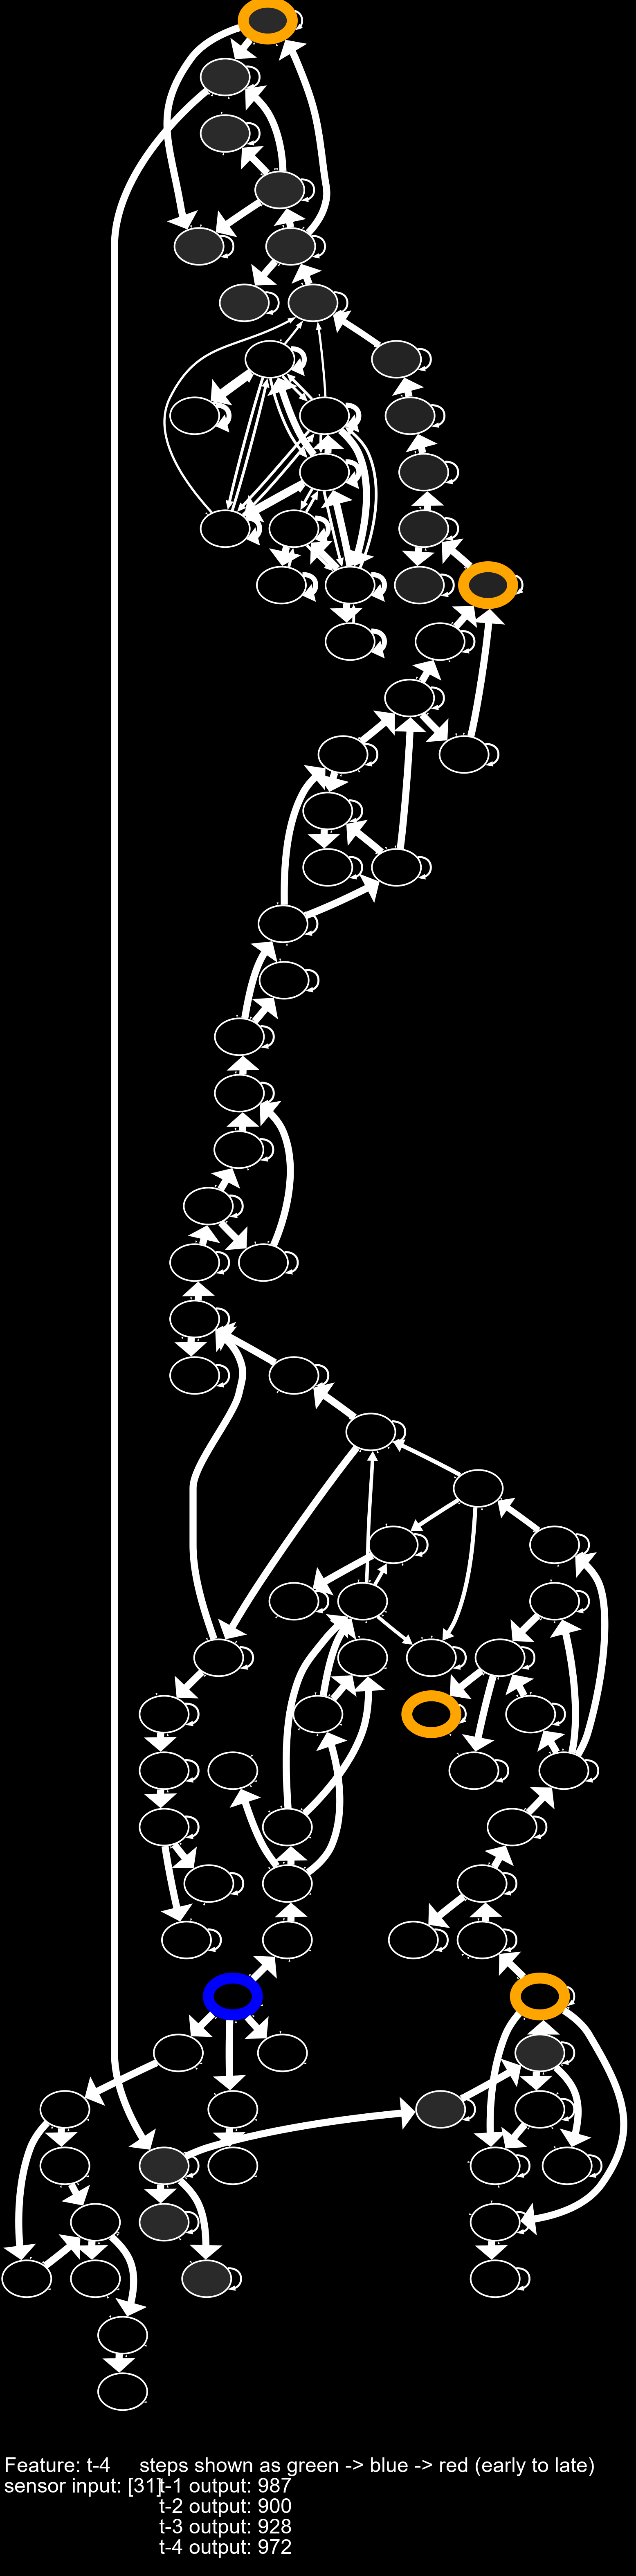 Feature: t-4 steps shown as green -> blue -> red (early to late)
sensor input: [31] t-1 output: 987
t-2 output: 900
t-3 output: 928
t-4 output: 972